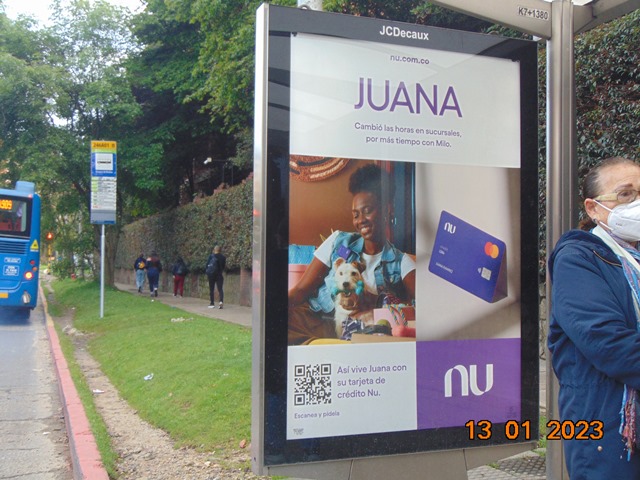 K7+1380
JCDecaux
nu.com.co
JUANA
Cambió las horas en sucursales,
por más tiempo con Milo.
nu
Así vive Juana con
su tarjeta de
crédito Nu.
Escanea y pídela
nu
13 01 2023